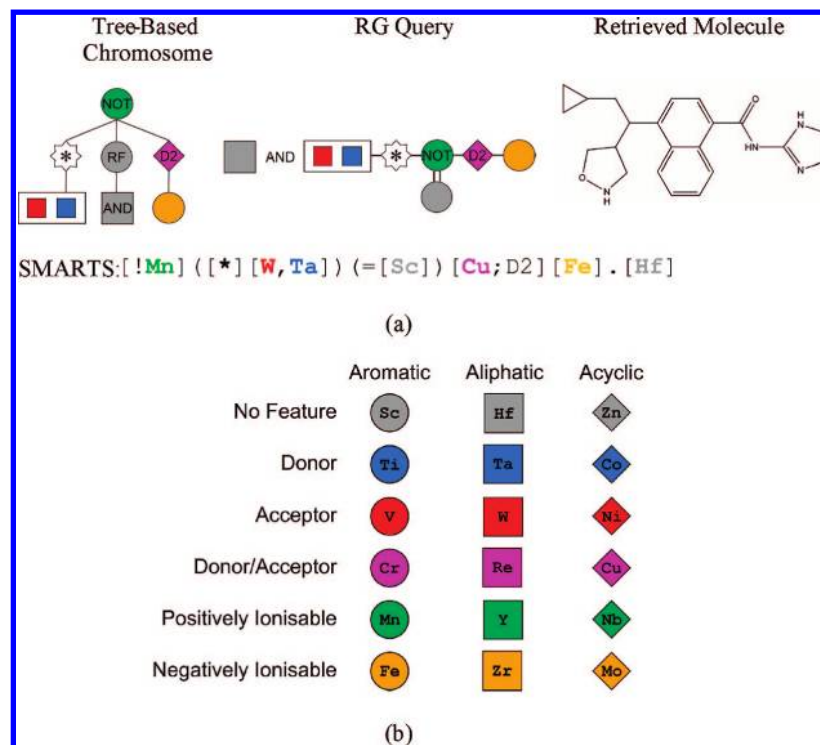 Tree-Based Chromosome
RG Query
Retrieved Molecule
NOT
* RF D2
AND
AND * NOT D2
O
HN
NH N
O
N
H
SMARTS:[!Mn]([*][W,Ta])(=[Sc])[Cu;D2][Fe].[Hf]
(a)
Aromatic Aliphatic Acyclic
No Feature Sc Hf Zn
Donor Ti Ta Co
Acceptor V W Ni
Donor/Acceptor Cr Re Cu
Positively Ionisable Mn Y Nb
Negatively Ionisable Fe Zr Mo
(b)